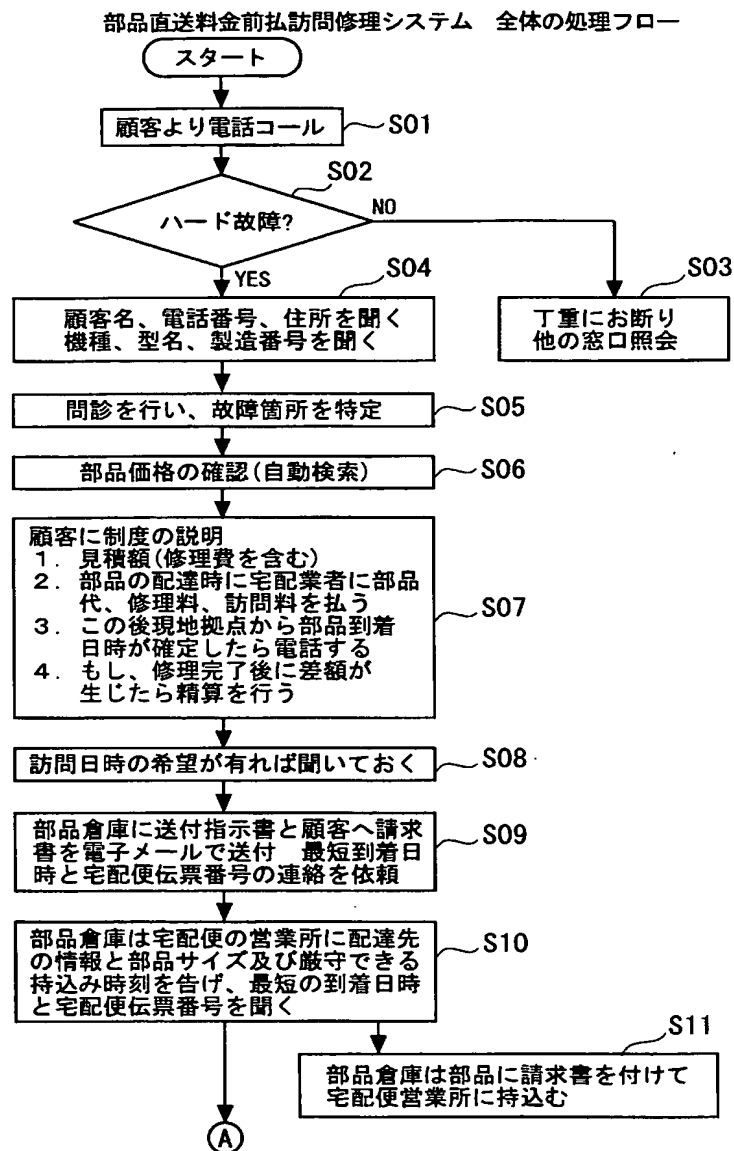 部品直送料金前払訪問修理システム　全体の処理フロー
スタート
顧客より電話コール
S01
S02
ハード故障?
NO
YES
S04
S03
顧客名、電話番号、住所を聞く
機種、型名、製造番号を聞く
丁重にお断り
他の窓口照会
問診を行い、故障箇所を特定
S05
部品価格の確認(自動検索)
S06
顧客に制度の説明
1. 見積額(修理費を含む)
2. 部品の配達時に宅配業者に部品
代、修理料、訪問料を払う
3. この後現地拠点から部品到着
日時が確定したら電話する
4. もし、修理完了後に差額が
生じたら精算を行う
S07
訪問日時の希望が有れば聞いておく
S08
部品倉庫に送付指示書と顧客へ請求
書を電子メールで送付　最短到着日
時と宅配便伝票番号の連絡を依頼
S09
部品倉庫は宅配便の営業所に配達先
の情報と部品サイズ及び厳守できる
持込み時刻を告げ、最短の到着日時
と宅配便伝票番号を聞く
S10
S11
部品倉庫は部品に請求書を付けて
宅配便営業所に持込む
A